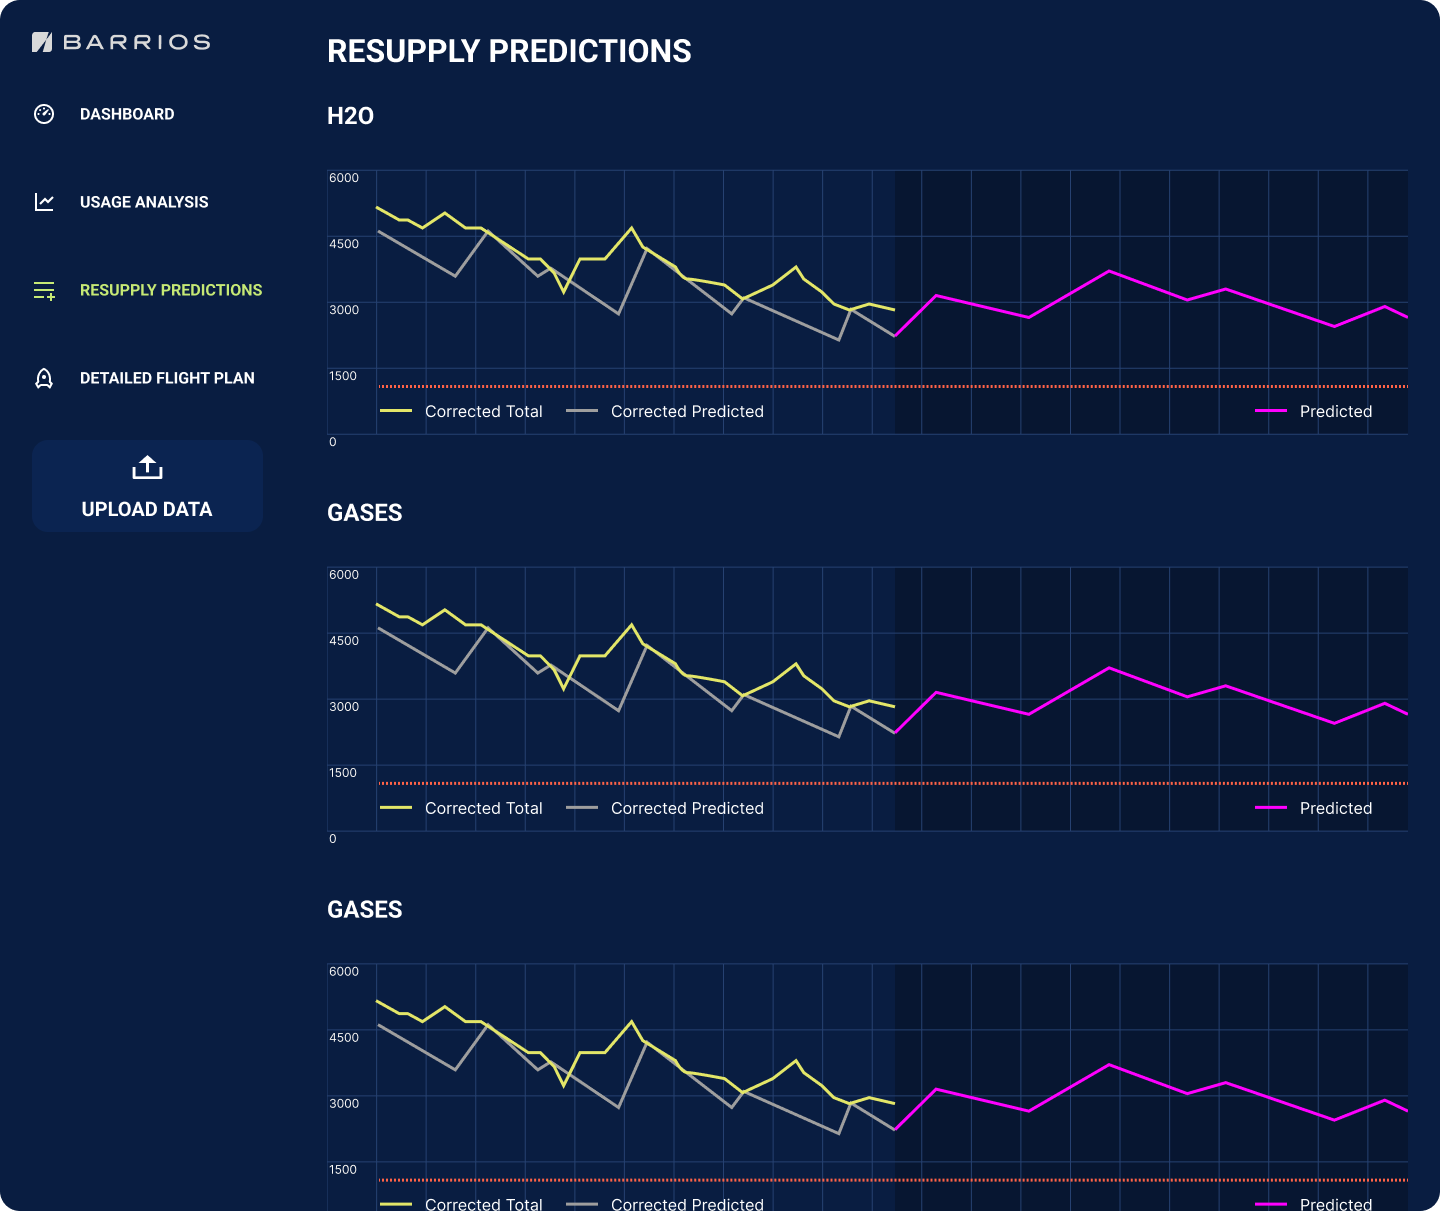 BARRIOS
DASHBOARD
USAGE ANALYSIS
RESUPPLY PREDICTIONS
DETAILED FLIGHT PLAN
UPLOAD DATA
RESUPPLY PREDICTIONS
H2O
6000
4500
3000
1500
Corrected Total Corrected Predicted Predicted
0
GASES
6000
4500
3000
1500
Corrected Total Corrected Predicted Predicted
0
GASES
6000
4500
3000
1500
Corrected Total Corrected Predicted Predicted